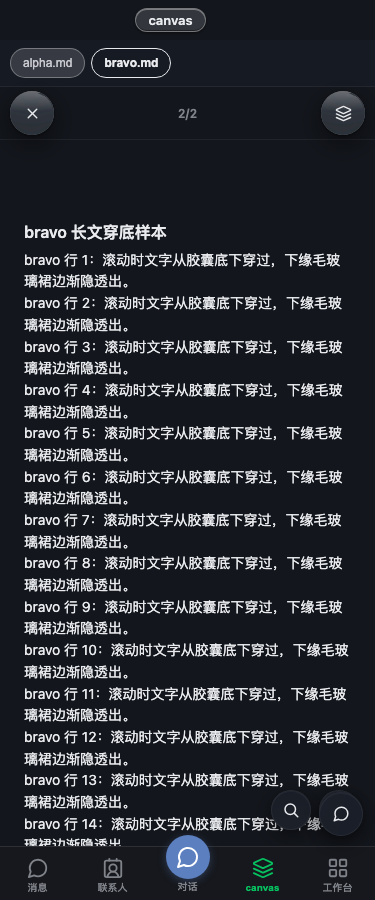 canvas
alpha.md
bravo.md
2/2
bravo 长文穿底样本
bravo 行 1：滚动时文字从胶囊底下穿过，下缘毛玻
璃裙边渐隐透出。
bravo 行 2：滚动时文字从胶囊底下穿过，下缘毛玻
璃裙边渐隐透出。
bravo 行 3：滚动时文字从胶囊底下穿过，下缘毛玻
璃裙边渐隐透出。
bravo 行 4：滚动时文字从胶囊底下穿过，下缘毛玻
璃裙边渐隐透出。
bravo 行 5：滚动时文字从胶囊底下穿过，下缘毛玻
璃裙边渐隐透出。
bravo 行 6：滚动时文字从胶囊底下穿过，下缘毛玻
璃裙边渐隐透出。
bravo 行 7：滚动时文字从胶囊底下穿过，下缘毛玻
璃裙边渐隐透出。
bravo 行 8：滚动时文字从胶囊底下穿过，下缘毛玻
璃裙边渐隐透出。
bravo 行 9：滚动时文字从胶囊底下穿过，下缘毛玻
璃裙边渐隐透出。
bravo 行 10：滚动时文字从胶囊底下穿过，下缘毛玻
璃裙边渐隐透出。
bravo 行 11：滚动时文字从胶囊底下穿过，下缘毛玻
璃裙边渐隐透出。
bravo 行 12：滚动时文字从胶囊底下穿过，下缘毛玻
璃裙边渐隐透出。
bravo 行 13：滚动时文字从胶囊底下穿过，下缘毛玻
璃裙边渐隐透出。
bravo 行 14：滚动时文字从胶囊底下穿过，下缘
璃裙边渐隐透出。
消息
联系人
对话
canvas
工作台